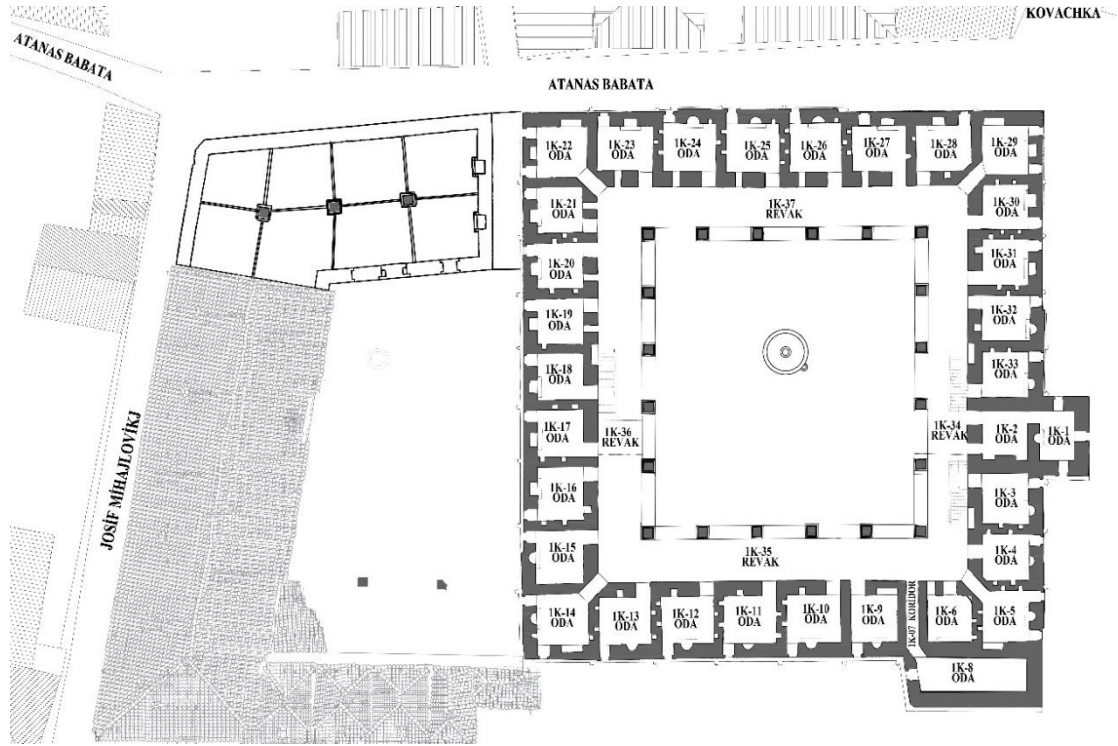 KOVACHKA
ATANAS BABATA
ATANAS BABATA
1K-22
ODA
1K-23
ODA
1K-24
ODA
1K-25
ODA
1K-26
ODA
1K-27
ODA
1K-28
ODA
1K-29
ODA
1K-21
ODA
1K-37
REVAK
1K-30
ODA
1K-20
ODA
1K-31
ODA
1K-19
ODA
1K-32
ODA
1K-18
ODA
1K-33
ODA
1K-17
ODA
1K-36
REVAK
1K-34
REVAK
1K-2
ODA
1K-1
ODA
JOSİF MİHAJLOVİKJ
1K-16
ODA
1K-3
ODA
1K-15
ODA
1K-35
REVAK
1K-4
ODA
1K-14
ODA
1K-13
ODA
1K-12
ODA
1K-11
ODA
1K-10
ODA
1K-9
ODA
1K-07 KORİDOR
1K-6
ODA
1K-5
ODA
1K-8
ODA